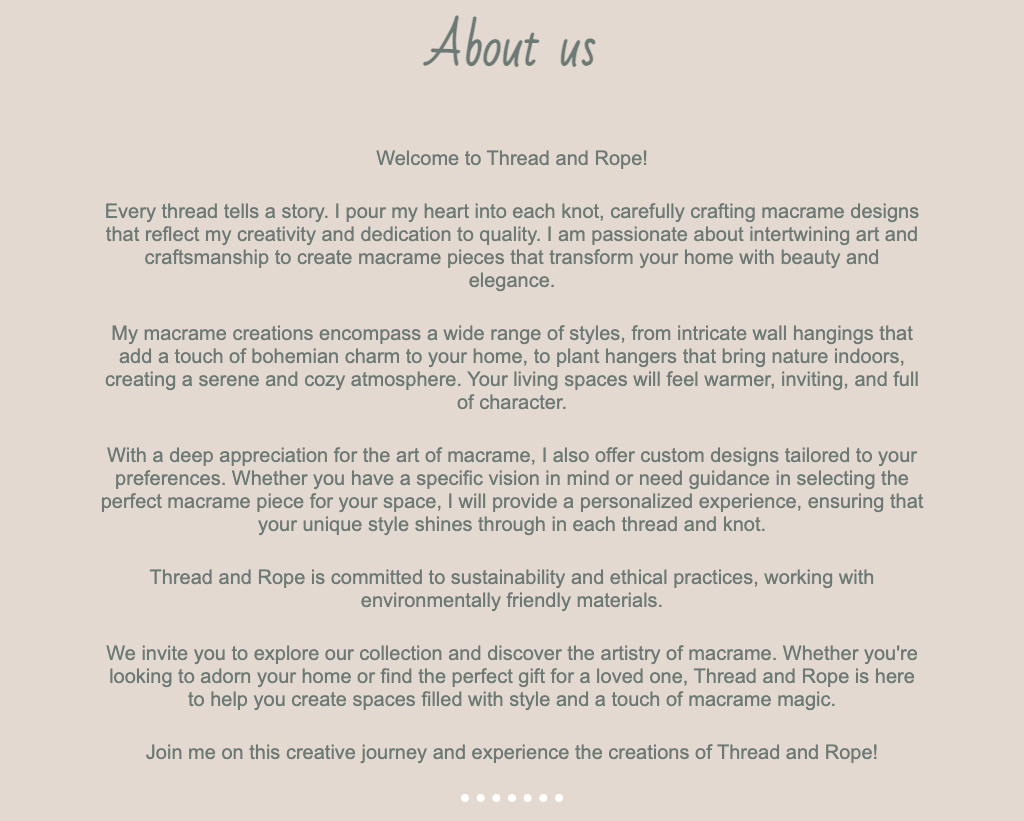 About us
Welcome to Thread and Rope!
Every thread tells a story. I pour my heart into each knot, carefully crafting macrame designs
that reflect my creativity and dedication to quality. I am passionate about intertwining art and
craftsmanship to create macrame pieces that transform your home with beauty and
elegance.
My macrame creations encompass a wide range of styles, from intricate wall hangings that
add a touch of bohemian charm to your home, to plant hangers that bring nature indoors,
creating a serene and cozy atmosphere. Your living spaces will feel warmer, inviting, and full
of character.
With a deep appreciation for the art of macrame, I also offer custom designs tailored to your
preferences. Whether you have a specific vision in mind or need guidance in selecting the
perfect macrame piece for your space, I will provide a personalized experience, ensuring that
your unique style shines through in each thread and knot.
Thread and Rope is committed to sustainability and ethical practices, working with
environmentally friendly materials.
We invite you to explore our collection and discover the artistry of macrame. Whether you're
looking to adorn your home or find the perfect gift for a loved one, Thread and Rope is here
to help you create spaces filled with style and a touch of macrame magic.
Join me on this creative journey and experience the creations of Thread and Rope!